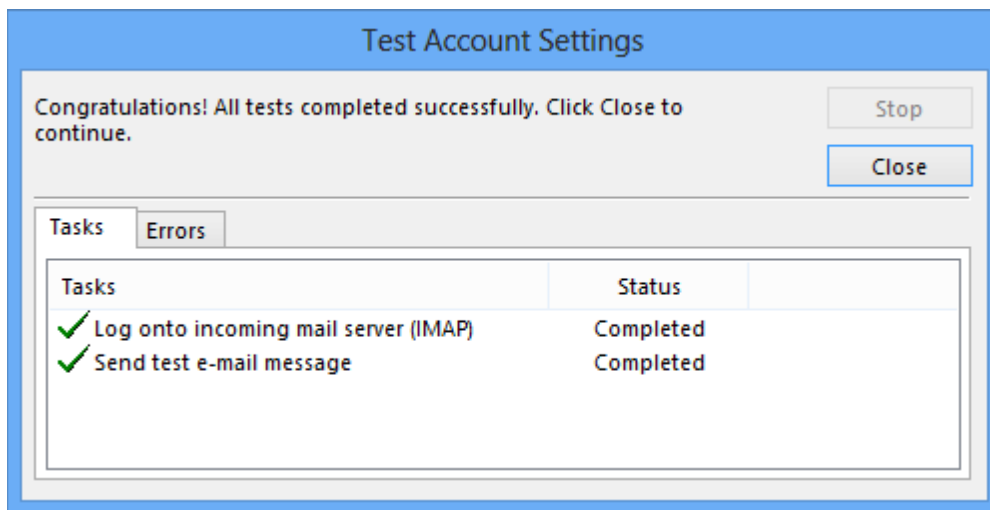 Test Account Settings
Congratulations! All tests completed successfully. Click Close to
continue.
Stop
Close
Tasks
Errors
Tasks Status
Log onto incoming mail server (IMAP) Completed
Send test e-mail message Completed